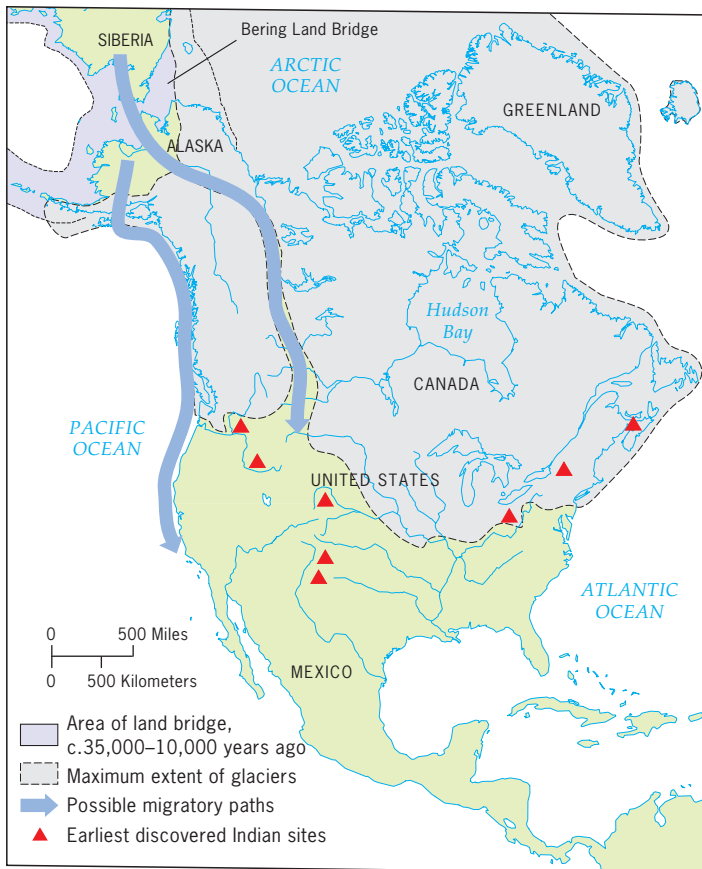 SIBERIA
Bering Land Bridge
ARCTIC
OCEAN
GREENLAND
ALASKA
Hudson
Bay
CANADA
PACIFIC
OCEAN
UNITED STATES
ATLANTIC
OCEAN
0 500 Miles
0 500 Kilometers
MEXICO
Area of land bridge,
c.35,000–10,000 years ago
Maximum extent of glaciers
Possible migratory paths
Earliest discovered Indian sites